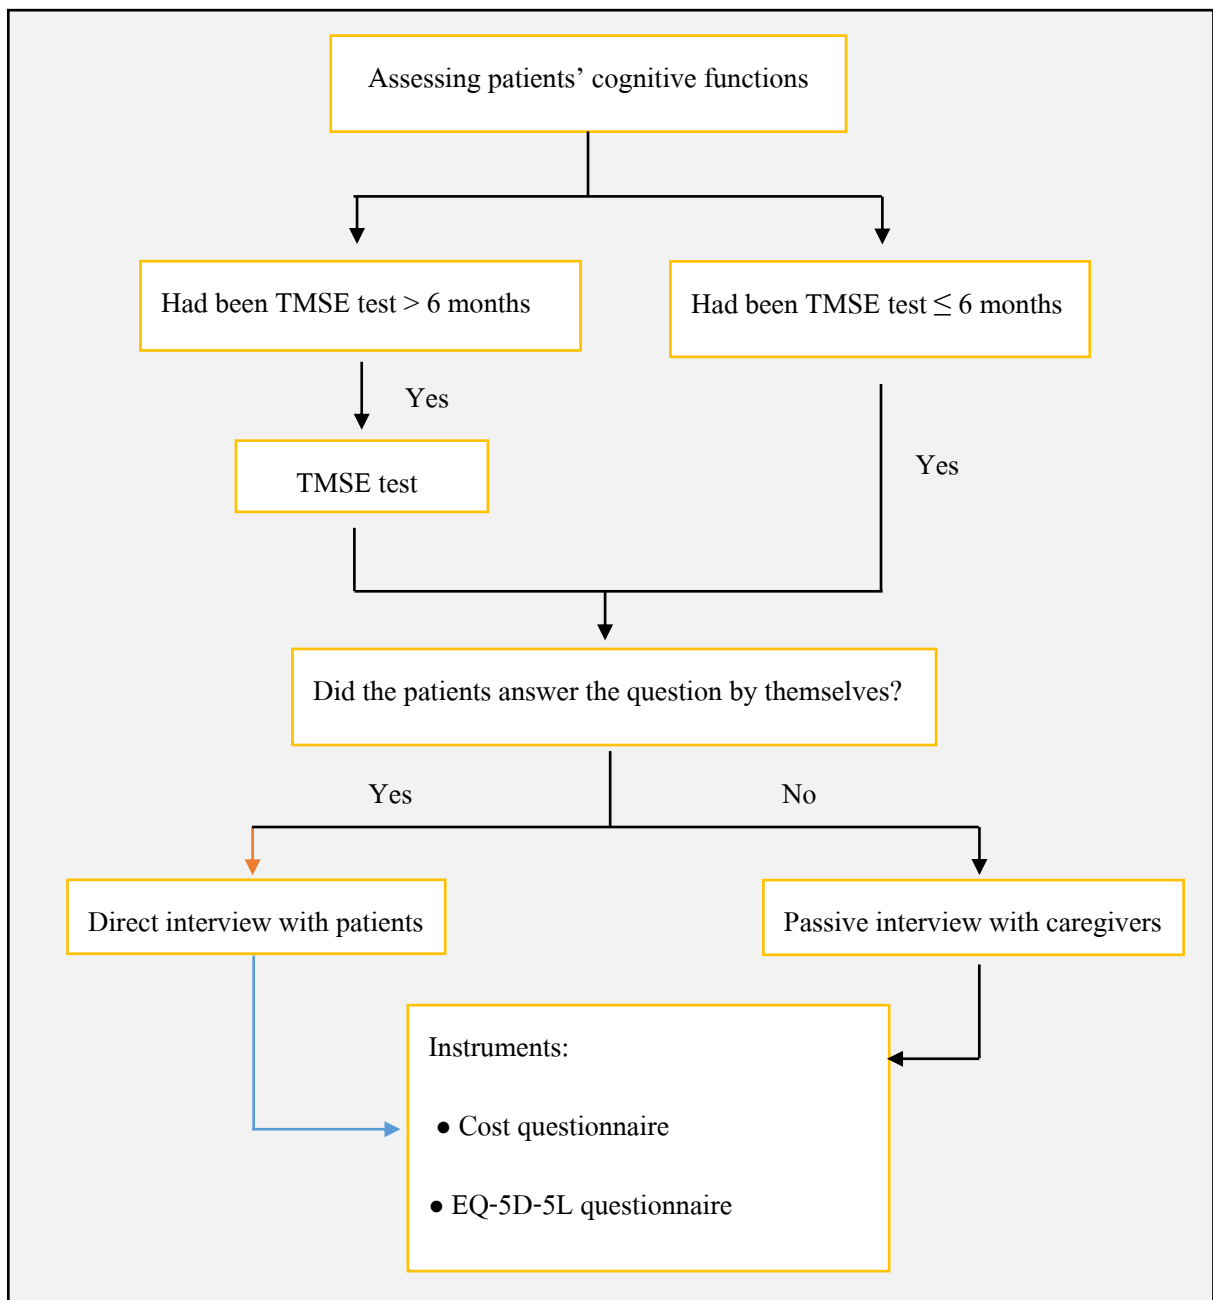 Assessing patients’ cognitive functions
Had been TMSE test > 6 months
Had been TMSE test ≤ 6 months
Yes
Yes
TMSE test
Did the patients answer the question by themselves?
Yes
No
Direct interview with patients
Passive interview with caregivers
Instruments:
● Cost questionnaire
● EQ-5D-5L questionnaire